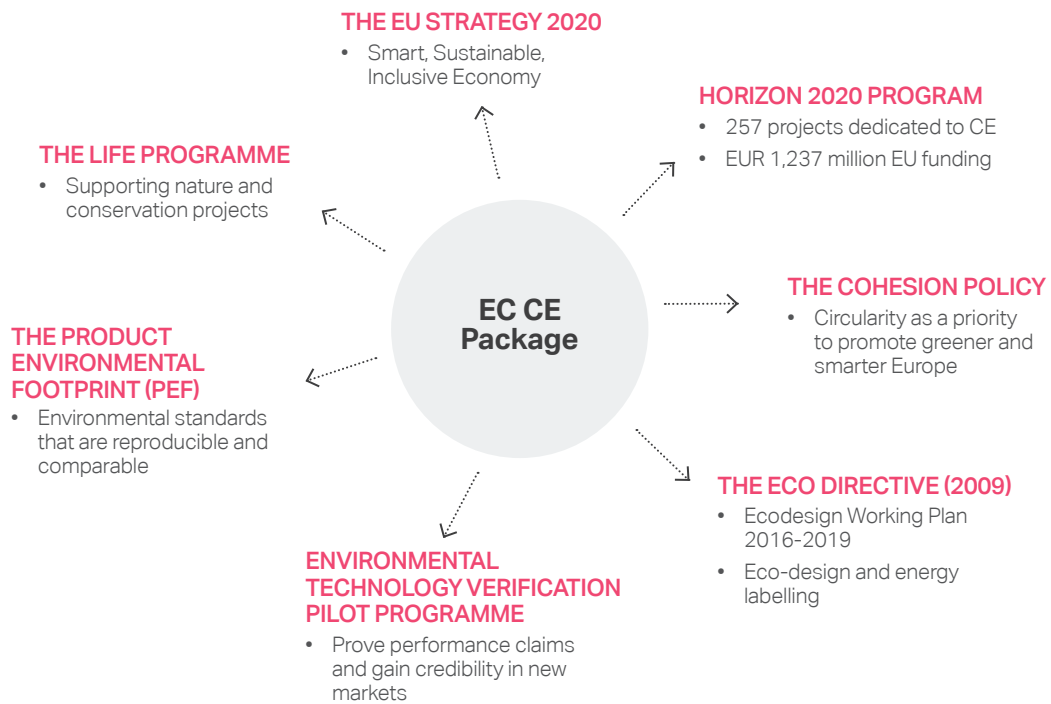 THE EU STRATEGY 2020
• Smart, Sustainable,
Inclusive Economy
HORIZON 2020 PROGRAM
• 257 projects dedicated to CE
• EUR 1,237 million EU funding
THE LIFE PROGRAMME
• Supporting nature and
conservation projects
EC CE
Package
THE COHESION POLICY
• Circularity as a priority
to promote greener and
smarter Europe
THE PRODUCT
ENVIRONMENTAL
FOOTPRINT (PEF)
• Environmental standards
that are reproducible and
comparable
THE ECO DIRECTIVE (2009)
• Ecodesign Working Plan
2016-2019
• Eco-design and energy
labelling
ENVIRONMENTAL
TECHNOLOGY VERIFICATION
PILOT PROGRAMME
• Prove performance claims
and gain credibility in new
markets